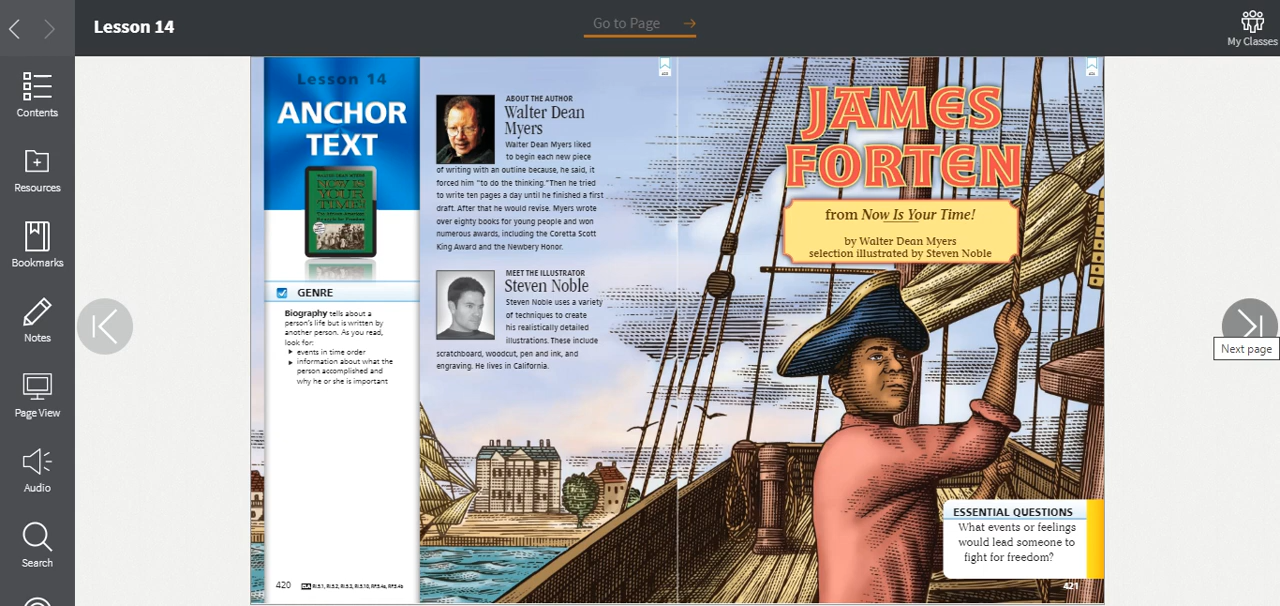 Lesson 14
Go to Page
My Classes
Contents
Resources
Bookmarks
Notes
Page View
Audio
Search
Next page
Lesson 14
ANCHOR
TEXT
WALTER DEAN MYERS
NOW IS
YOUR
TIME!
GENRE
Biography tells about a
person's life but is written by
another person. As you read,
look for:
events in time order
information about what the
person accomplished and
why he or she is important
420
ABOUT THE AUTHOR
Walter Dean
Myers
Walter Dean Myers liked
to begin each new piece
of writing with an outline because, he said, it
forced him "to do the thinking." Then he tried
to write ten pages a day until he finished a first
draft. After that he would revise. Myers wrote
over eighty books for young people and won
numerous awards, including the Coretta Scott
King Award and the Newbery Honor.
MEET THE ILLUSTRATOR
Steven Noble
Steven Noble uses a variety
of techniques to create
his realistically detailed
illustrations. These include
scratchboard, woodcut, pen and ink, and
engraving. He lives in California.
JAMES
FORTEN
from Now Is Your Time!
by Walter Dean Myers
selection illustrated by Steven Noble
ESSENTIAL QUESTIONS
What events or feelings
would lead someone to
fight for freedom?
421